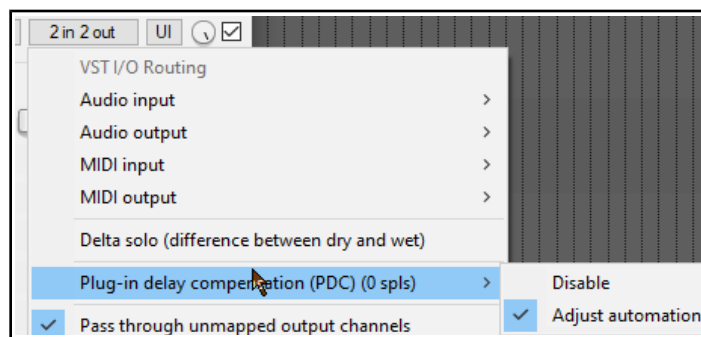 2 in 2 out UI
VST I/O Routing
Audio input
Audio output
MIDI input
MIDI output
Delta solo (difference between dry and wet)
Plug-in delay compensation (PDC) (0 spls)
Disable
Adjust automation
Pass through unmapped output channels